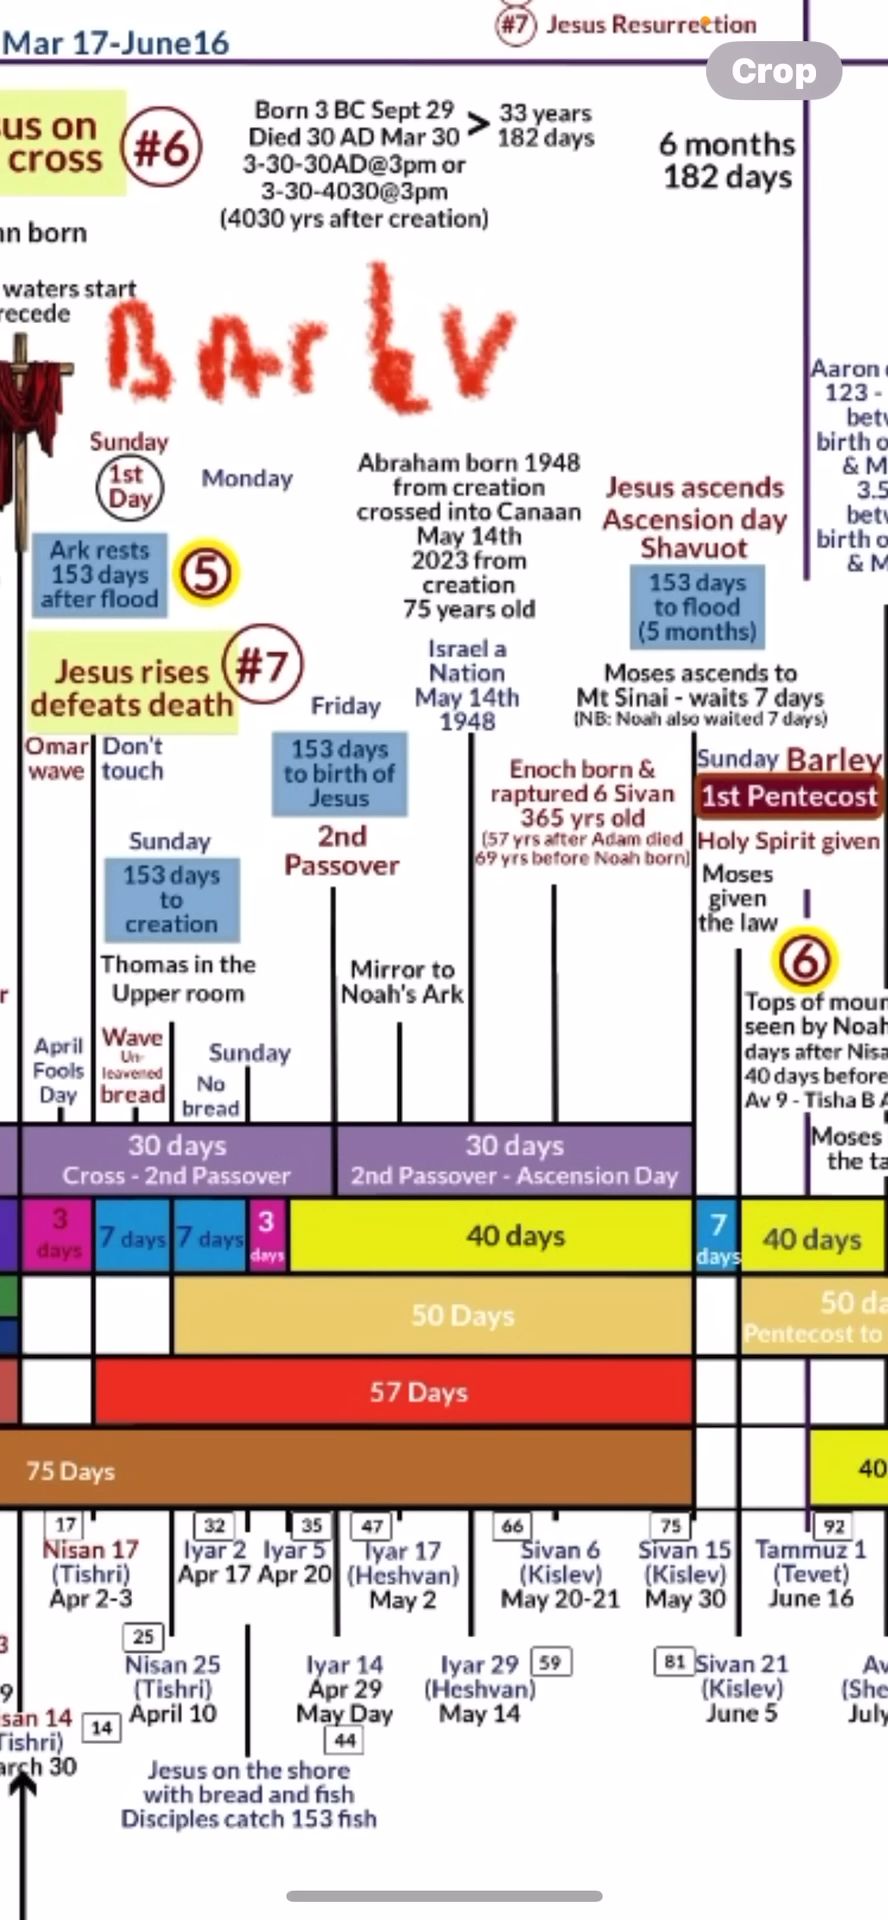 #7 Jesus Resurrection
Mar 17-June16
Crop
us on
cross
#6
Born 3 BC Sept 29
Died 30 AD Mar 30
> 33 years
182 days
3-30-30AD@3pm or
3-30-4030@3pm
(4030 yrs after creation)
6 months
182 days
nn born
waters start
recede
Sunday
1st
Day
Monday
Ark rests
153 days
after flood
5
Abraham born 1948
from creation
crossed into Canaan
May 14th
2023 from
creation
75 years old
Jesus ascends
Ascension day
Shavuot
153 days
to flood
(5 months)
Aaron
123 -
betw
birth o
& M
3.5
betw
birth o
& M
Jesus rises
defeats death
#7
Israel a
Nation
May 14th
1948
Moses ascends to
Mt Sinai - waits 7 days
(NB: Noah also waited 7 days)
Omar
wave
Don't
touch
Friday
153 days
to birth of
Jesus
2nd
Passover
Enoch born &
raptured 6 Sivan
365 yrs old
(57 yrs after Adam died
69 yrs before Noah born)
Sunday Barley
1st Pentecost
Holy Spirit given
Moses
given
the law
6
Sunday
153 days
to
creation
Thomas in the
Upper room
Mirror to
Noah's Ark
Tops of moun
seen by Noah
days after Nisa
40 days before
Av 9 - Tisha B A
April
Fools
Day
Wave
Un-
leavened
bread
Sunday
No
bread
Moses
the ta
30 days
Cross - 2nd Passover
30 days
2nd Passover - Ascension Day
3
days
7 days
7 days
3
days
40 days
7
days
40 days
50 Days
50 da
Pentecost to
57 Days
75 Days
40
17
Nisan 17
(Tishri)
Apr 2-3
32
Iyar 2
Apr 17
35
Iyar 5
Apr 20
47
Iyar 17
(Heshvan)
May 2
66
Sivan 6
(Kislev)
May 20-21
75
Sivan 15
(Kislev)
May 30
92
Tammuz 1
(Tevet)
June 16
25
Nisan 25
(Tishri)
April 10
Iyar 14
Apr 29
May Day
44
Iyar 29
(Heshvan)
May 14
59
81
Sivan 21
(Kislev)
June 5
Av
(She
July
3
9
san 14
Tishri)
arch 30
14
Jesus on the shore
with bread and fish
Disciples catch 153 fish